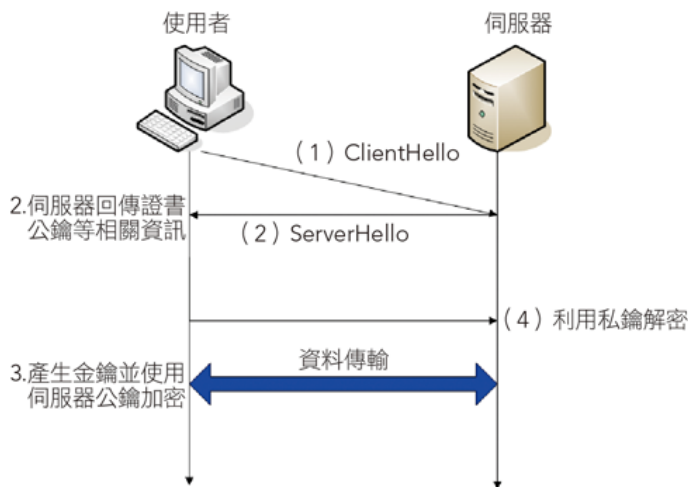 使用者
伺服器
（1）ClientHello
2.伺服器回傳證書
公鑰等相關資訊
（2）ServerHello
（4）利用私鑰解密
3.產生金鑰並使用
伺服器公鑰加密
資料傳輸